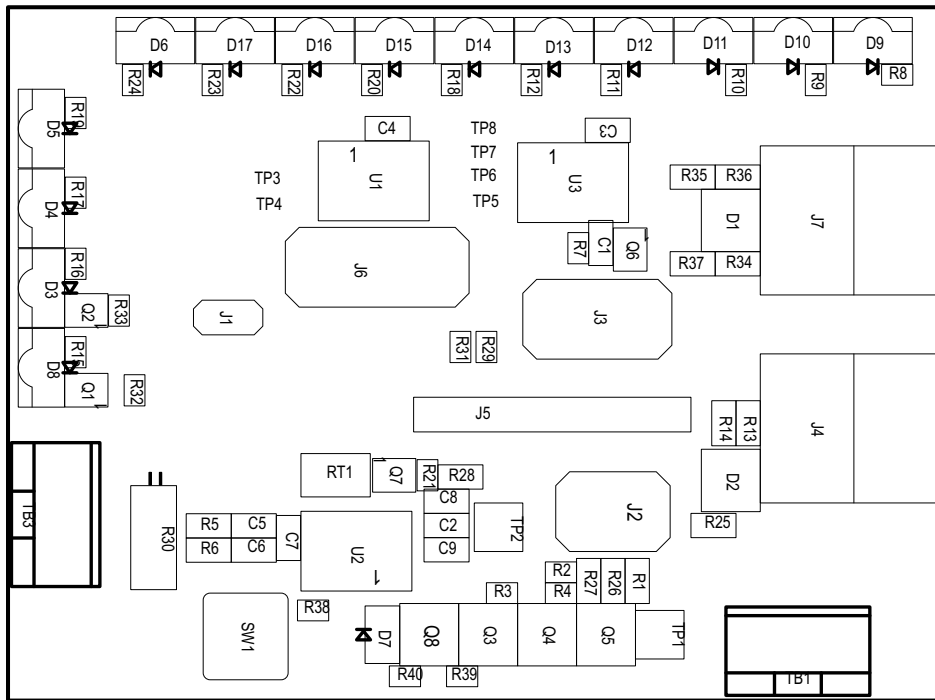 D6 D17 D16 D15 D14 D13 D12 D11 D10 D9
R24 R23 R22 R20 R18 R12 R11 R10 R9 R8
D5 R19
C4 TP8 C3
1 TP7 1
TP3 U1 TP6 U3 R35 R36
TP4 TP5
D4 R17
D1 J7
R7 C1 Q6
R16 J6 R37 R34
D3
Q2 R33 J1 J3
R31 R29
D8 R15
Q1 R32
J5
R14 R13 J4
RT1 Q7 R21 R28
1
D2
C8
TB3 R30
R5 C5 C7 C2 TP2 J2 R25
R6 C6 U2 C9
1
R2 R27 R26 R1
R3 R4
R38
SW1 D7 Q8 Q3 Q4 Q5 TP1
R40 R39 TB1